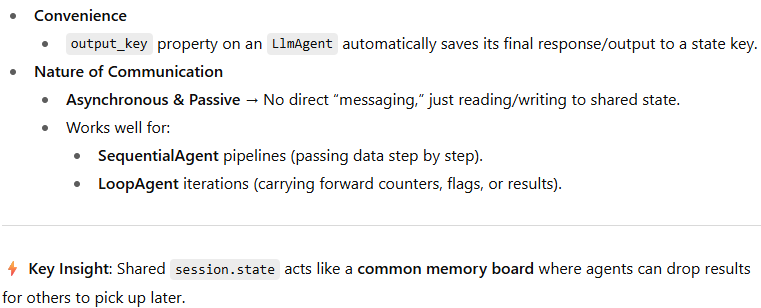 • Convenience
• output_key property on an LlmAgent automatically saves its final response/output to a state key.
• Nature of Communication
• Asynchronous & Passive → No direct “messaging,” just reading/writing to shared state.
• Works well for:
• SequentialAgent pipelines (passing data step by step).
• LoopAgent iterations (carrying forward counters, flags, or results).
⚡ Key Insight: Shared session.state acts like a common memory board where agents can drop results
for others to pick up later.